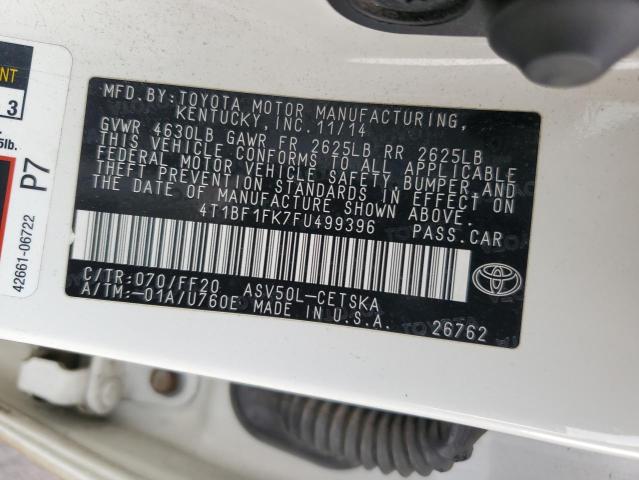 MFD.BY:TOYOTA MOTOR MANUFACTURING,
KENTUCKY, INC. 11/14
GVWR 4630LB GAWR FR 2625LB RR 2625LB
THIS VEHICLE CONFORMS TO ALL APPLICABLE
FEDERAL MOTOR VEHICLE SAFETY, BUMPER, AND
THEFT PREVENTION STANDARDS IN EFFECT ON
THE DATE OF MANUFACTURE SHOWN ABOVE.
4T1BF1FK7FU499396 PASS.CAR
C/TR:070/FF20 ASV50L-CETSKA
A/TM:-01A/U760E MADE IN U.S.A. 26762
TOYOTA
3
P7
42661-06722